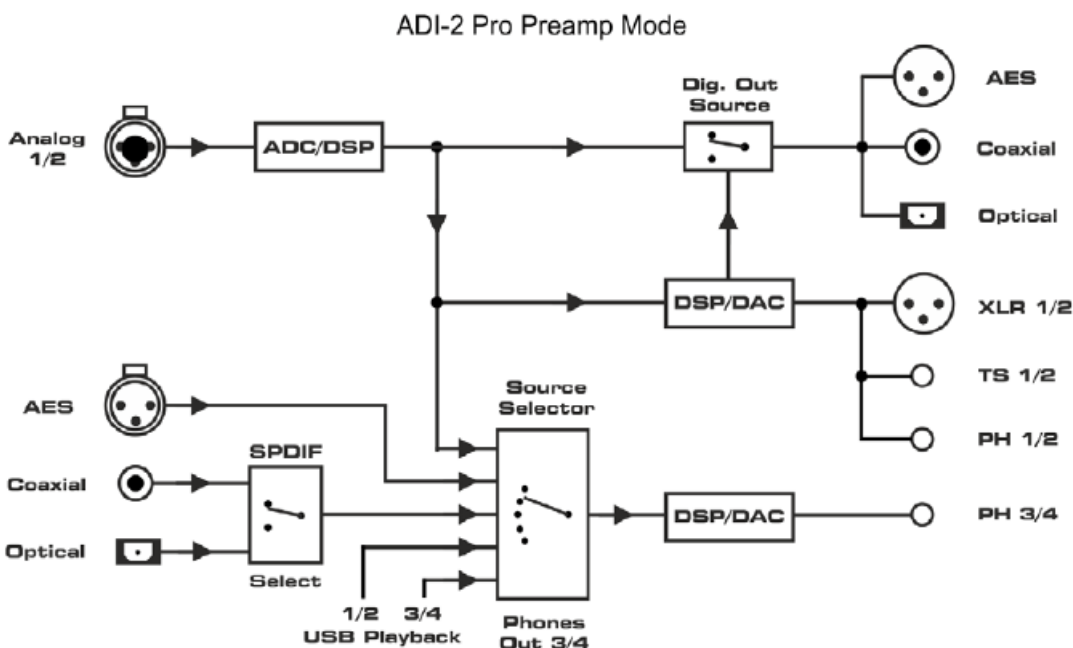 ADI-2 Pro Preamp Mode
Analog
1/2
ADC/DSP
Dig. Out
Source
AES
Coaxial
Optical
DSP/DAC
XLR 1/2
TS 1/2
PH 1/2
AES
Coaxial
Optical
SPDIF
Select
Source
Selector
1/2 3/4
USB Playback
Phones
Out 3/4
DSP/DAC
PH 3/4